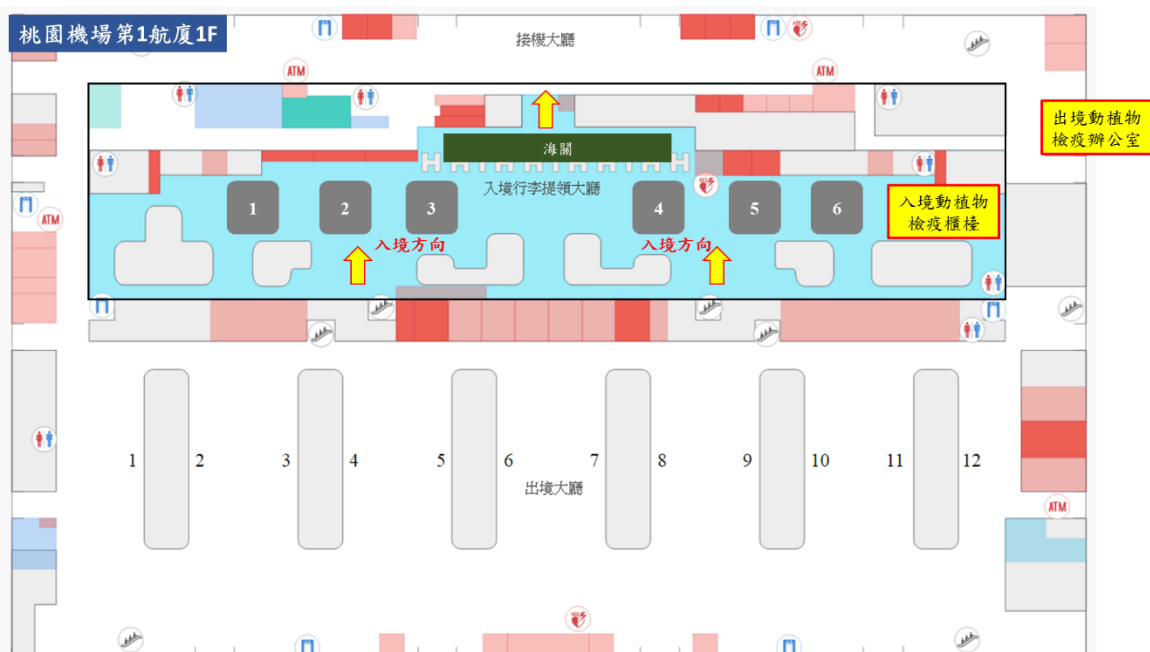 桃園機場第1航廈1F
接機大廳
ATM
ATM
出境動植物
檢疫辦公室
海關
入境行李提領大廳
入境動植物
檢疫櫃檯
ATM
1
2
3
4
5
6
入境方向
入境方向
1
2
3
4
5
6
7
8
9
10
11
12
出境大廳
ATM